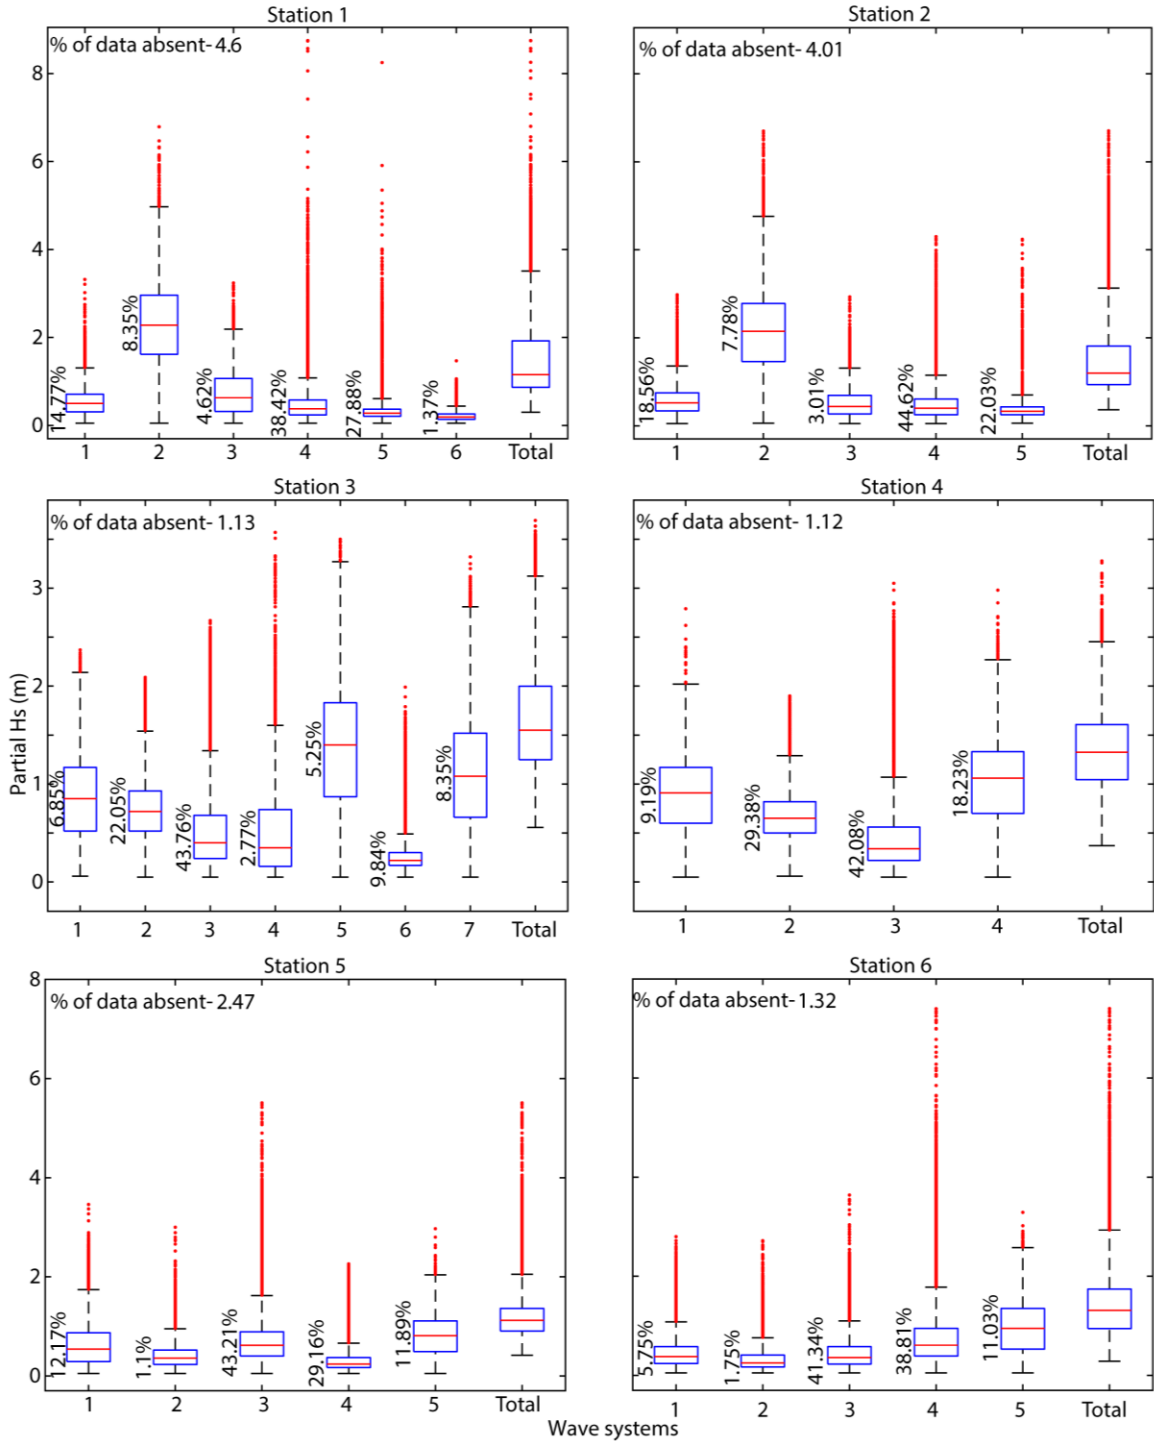 Station 1
% of data absent- 4.6
8
6
4
2
0
14.77%
8.35%
4.62%
38.42%
27.88%
1.37%
1 2 3 4 5 6 Total
Station 2
% of data absent- 4.01
18.56%
7.78%
3.01%
44.62%
22.03%
1 2 3 4 5 Total
Station 3
% of data absent- 1.13
Partial Hs (m)
3
2
1
0
6.85%
22.05%
43.76%
2.77%
5.25%
9.84%
8.35%
1 2 3 4 5 6 7 Total
Station 4
% of data absent- 1.12
9.19%
29.38%
42.08%
18.23%
1 2 3 4 Total
Station 5
% of data absent- 2.47
8
6
4
2
0
12.17%
1.1%
43.21%
29.16%
11.89%
1 2 3 4 5 Total
Station 6
% of data absent- 1.32
5.75%
1.75%
41.34%
38.81%
11.03%
1 2 3 4 5 Total
Wave systems